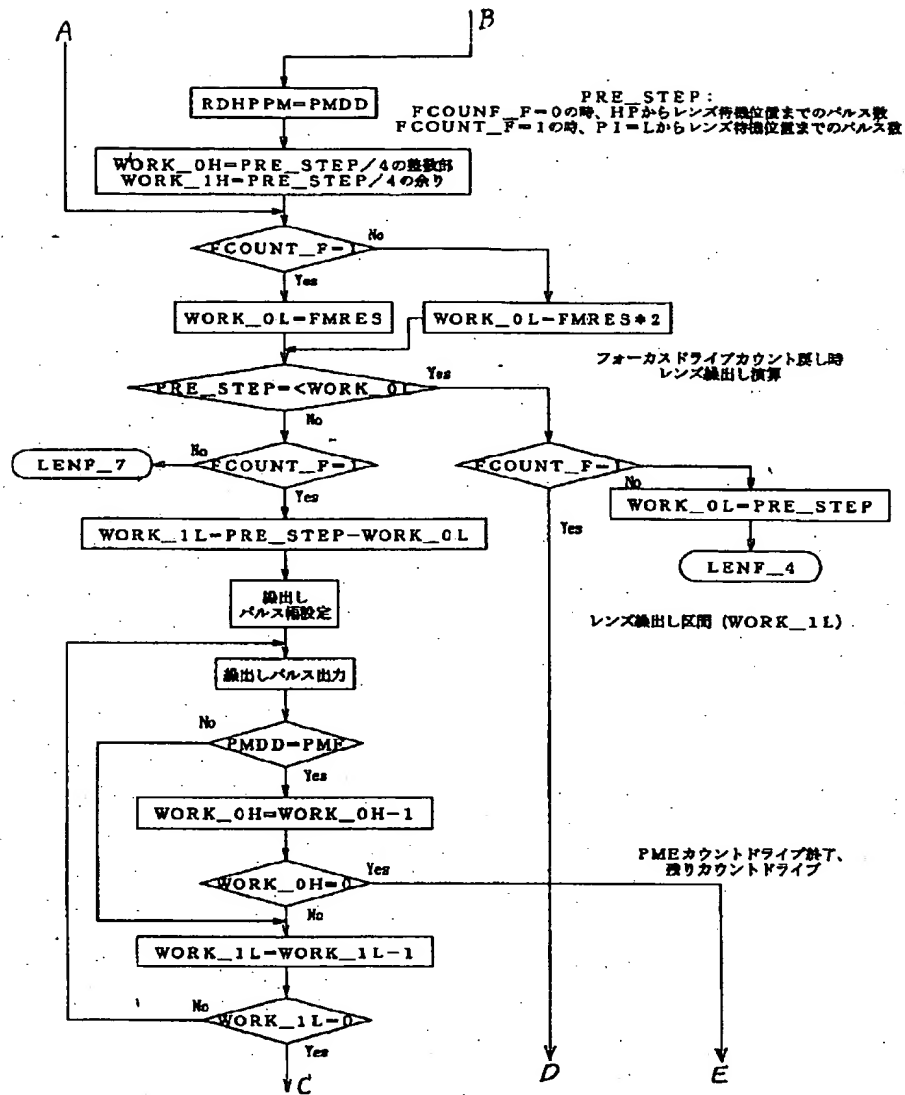 A
B
RDHPPM=PMDD
PRE_STEP:
FCOUNF_F=0の時、HPからレンズ待機位置までのパルス数
FCOUNT_F=1の時、PI=Lからレンズ待機位置までのパルス数
WORK_0H=PRE_STEP/4の整数部
WORK_1H=PRE_STEP/4の余り
FCOUNT_F=1
No
Yes
WORK_0L=FMRES
WORK_0L=FMRES*2
フォーカスドライブカウント戻し時
レンズ繰出し演算
PRE_STEP=<WORK_0L
Yes
No
No
LENF_7
FCOUNT_F=1
FCOUNT_F=1
No
Yes
WORK_0L=PRE_STEP
Yes
WORK_1L=PRE_STEP-WORK_0L
LENF_4
繰出し
パルス幅設定
レンズ繰出し区間 (WORK_1L)
繰出しパルス出力
No
PMDD=PME
Yes
WORK_0H=WORK_0H-1
PMEカウントドライブ終了、
残りカウントドライブ
Yes
WORK_0H=0
No
WORK_1L=WORK_1L-1
No
WORK_1L=0
Yes
C
D
E